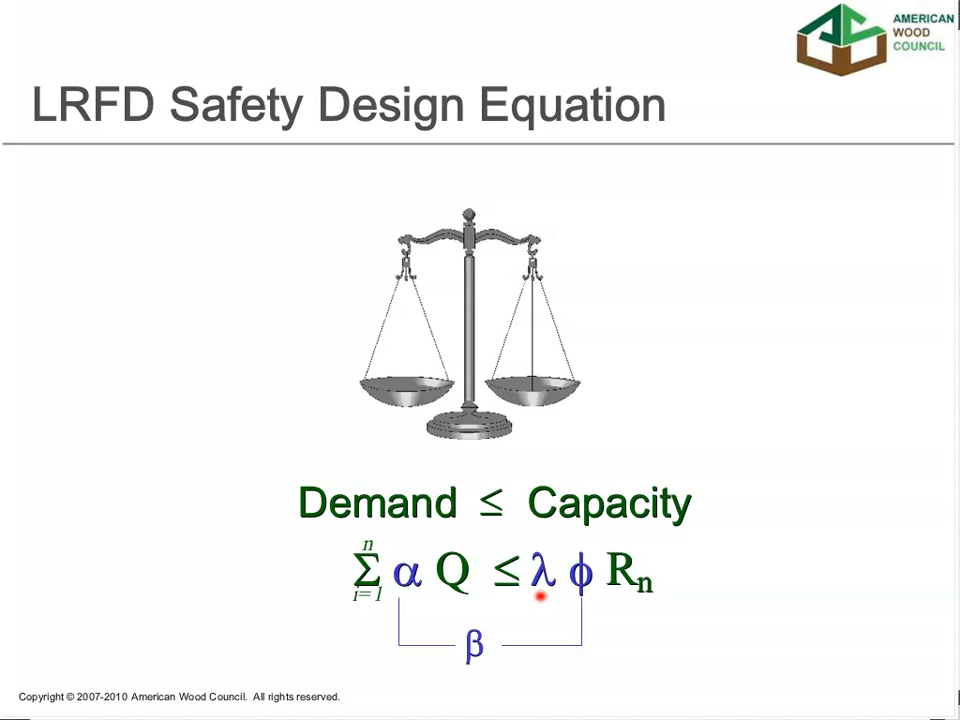 AMERICAN
WOOD
COUNCIL
LRFD Safety Design Equation
Demand ≤ Capacity
n
Σ α Q ≤ λ ϕ Rn
i=1
β
Copyright © 2007-2010 American Wood Council. All rights reserved.